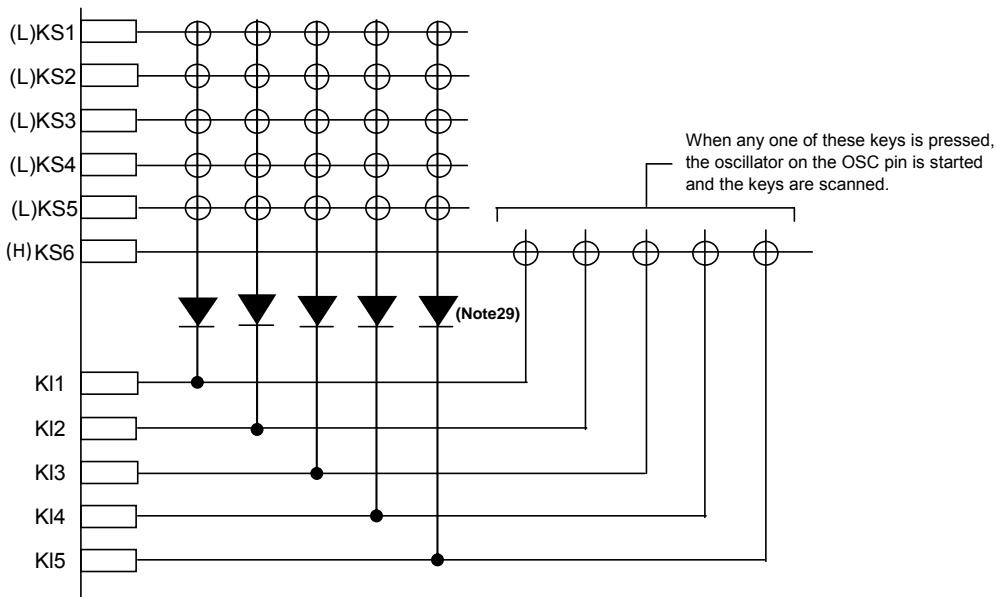 (L)KS1
(L)KS2
(L)KS3
(L)KS4
(L)KS5
(H)KS6
When any one of these keys is pressed,
the oscillator on the OSC pin is started
and the keys are scanned.
(Note29)
KI1
KI2
KI3
KI4
KI5